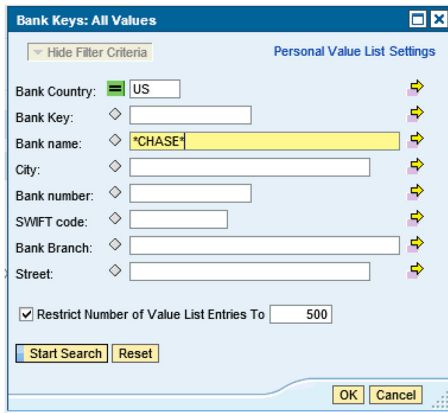 Bank Keys: All Values
Hide Filter Criteria
Personal Value List Settings
Bank Country: US
Bank Key:
Bank name: *CHASE*
City:
Bank number:
SWIFT code:
Bank Branch:
Street:
Restrict Number of Value List Entries To 500
Start Search Reset
OK Cancel